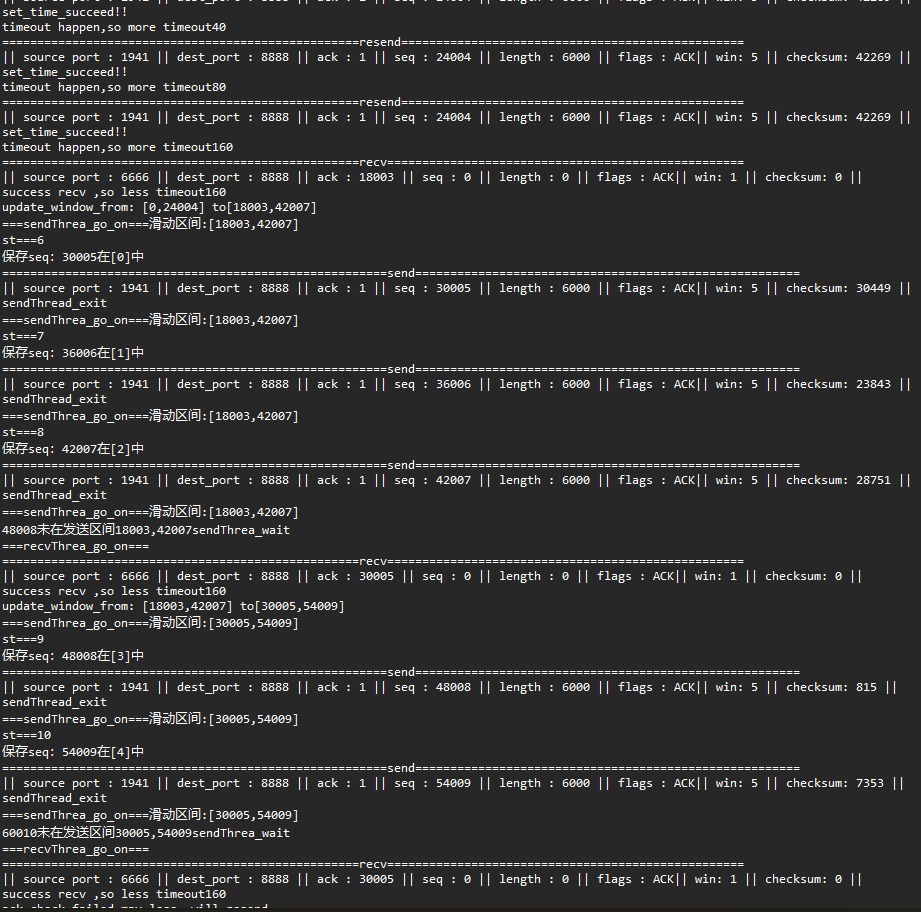 set_time_succeed!!
timeout happen,so more timeout40
===================================================resend=================================================
|| source port : 1941 || dest_port : 8888 || ack : 1 || seq : 24004 || length : 6000 || flags : ACK|| win: 5 || checksum: 42269 ||
set_time_succeed!!
timeout happen,so more timeout80
===================================================resend=================================================
|| source port : 1941 || dest_port : 8888 || ack : 1 || seq : 24004 || length : 6000 || flags : ACK|| win: 5 || checksum: 42269 ||
set_time_succeed!!
timeout happen,so more timeout160
===================================================recv===================================================
|| source port : 6666 || dest_port : 8888 || ack : 18003 || seq : 0 || length : 0 || flags : ACK|| win: 1 || checksum: 0 ||
success recv ,so less timeout160
update_window_from: [0,24004] to[18003,42007]
===sendThrea_go_on===滑动区间:[18003,42007]
st===6
保存seq: 30005在[0]中
=======================================================send=======================================================
|| source port : 1941 || dest_port : 8888 || ack : 1 || seq : 30005 || length : 6000 || flags : ACK|| win: 5 || checksum: 30449 ||
sendThread_exit
===sendThrea_go_on===滑动区间:[18003,42007]
st===7
保存seq: 36006在[1]中
=======================================================send=======================================================
|| source port : 1941 || dest_port : 8888 || ack : 1 || seq : 36006 || length : 6000 || flags : ACK|| win: 5 || checksum: 23843 ||
sendThread_exit
===sendThrea_go_on===滑动区间:[18003,42007]
st===8
保存seq: 42007在[2]中
=======================================================send=======================================================
|| source port : 1941 || dest_port : 8888 || ack : 1 || seq : 42007 || length : 6000 || flags : ACK|| win: 5 || checksum: 28751 ||
sendThread_exit
===sendThrea_go_on===滑动区间:[18003,42007]
48008未在发送区间18003,42007sendThrea_wait
===recvThrea_go_on===
===================================================recv===================================================
|| source port : 6666 || dest_port : 8888 || ack : 30005 || seq : 0 || length : 0 || flags : ACK|| win: 1 || checksum: 0 ||
success recv ,so less timeout160
update_window_from: [18003,42007] to[30005,54009]
===sendThrea_go_on===滑动区间:[30005,54009]
st===9
保存seq: 48008在[3]中
=======================================================send=======================================================
|| source port : 1941 || dest_port : 8888 || ack : 1 || seq : 48008 || length : 6000 || flags : ACK|| win: 5 || checksum: 815 ||
sendThread_exit
===sendThrea_go_on===滑动区间:[30005,54009]
st===10
保存seq: 54009在[4]中
=======================================================send=======================================================
|| source port : 1941 || dest_port : 8888 || ack : 1 || seq : 54009 || length : 6000 || flags : ACK|| win: 5 || checksum: 7353 ||
sendThread_exit
===sendThrea_go_on===滑动区间:[30005,54009]
60010未在发送区间30005,54009sendThrea_wait
===recvThrea_go_on===
===================================================recv===================================================
|| source port : 6666 || dest_port : 8888 || ack : 30005 || seq : 0 || length : 0 || flags : ACK|| win: 1 || checksum: 0 ||
success recv ,so less timeout160